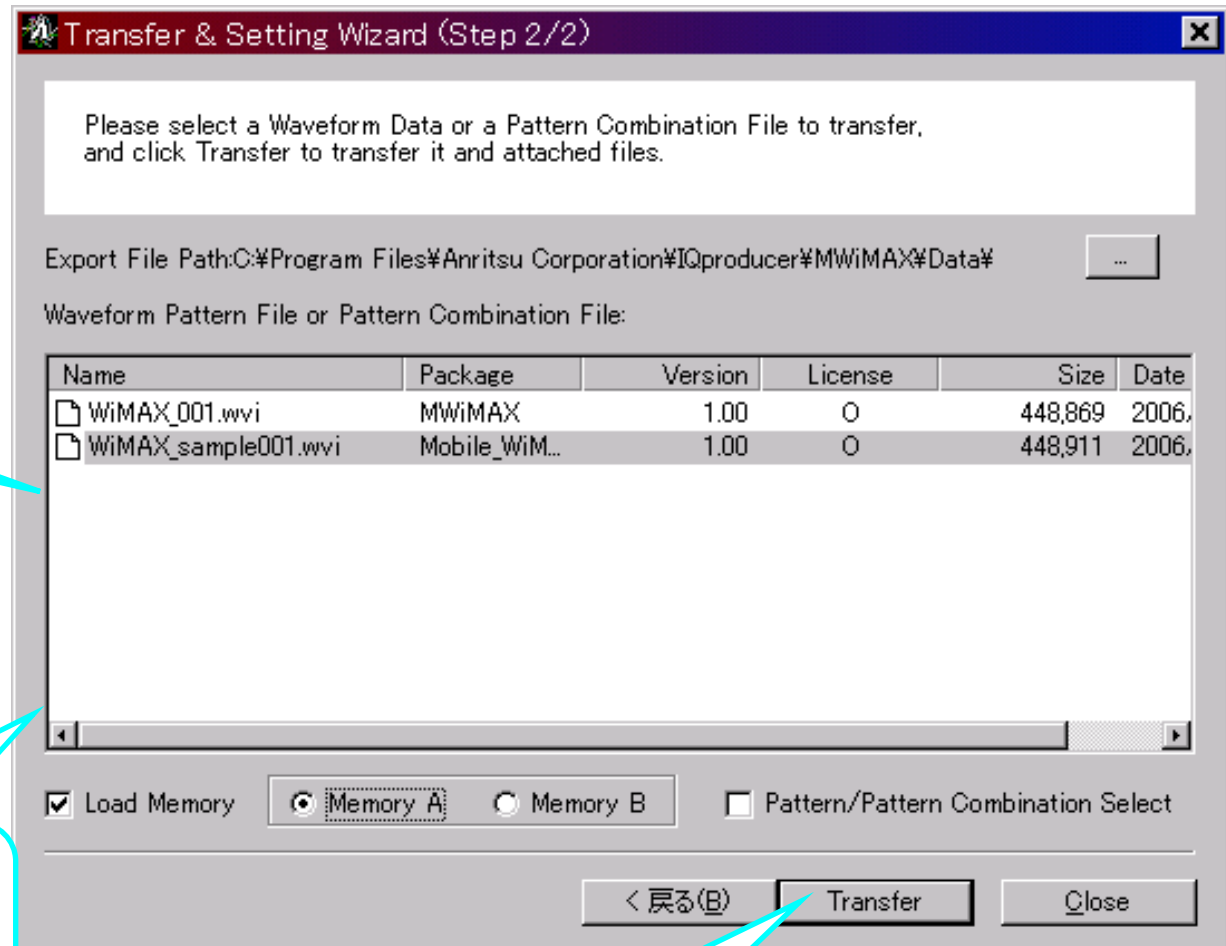 Transfer & Setting Wizard (Step 2/2)
Please select a Waveform Data or a Pattern Combination File to transfer,
and click Transfer to transfer it and attached files.
Export File Path:C:¥Program Files¥Anritsu Corporation¥IQproducer¥MWiMAX¥Data¥ ...
Waveform Pattern File or Pattern Combination File:
Name Package Version License Size Date
WiMAX_001.wvi MWiMAX 1.00 O 448,869 2006,
WiMAX_sample001.wvi Mobile_WiM... 1.00 O 448,911 2006,
Load Memory Memory A Memory B Pattern/Pattern Combination Select
< 戻る(B) Transfer Close